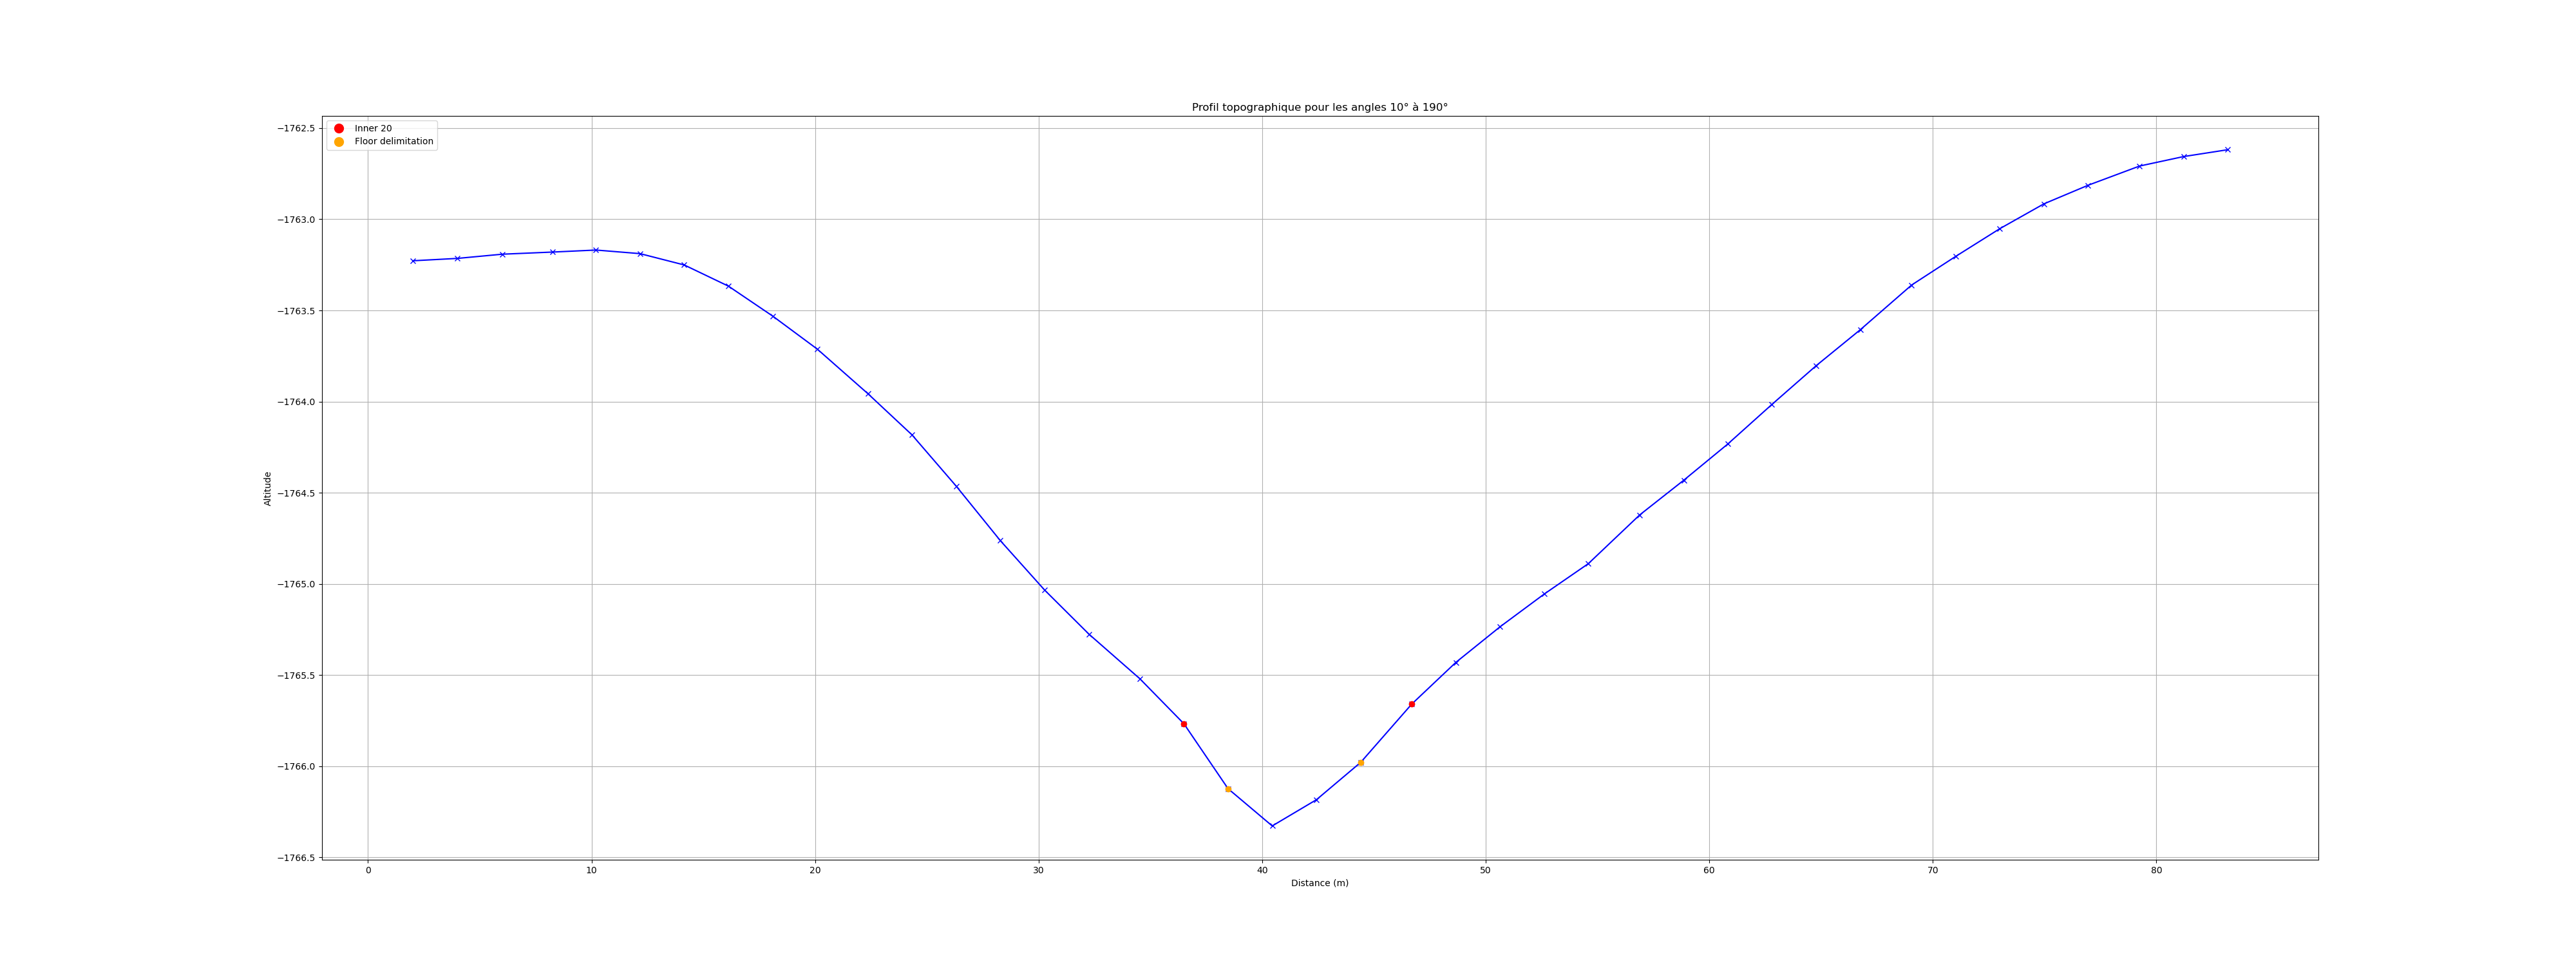 Profil topographique pour les angles 10° à 190°
Inner 20
Floor delimitation
−1762.5
−1763.0
−1763.5
−1764.0
−1764.5
−1765.0
−1765.5
−1766.0
−1766.5
Altitude
0 10 20 30 40 50 60 70 80
Distance (m)